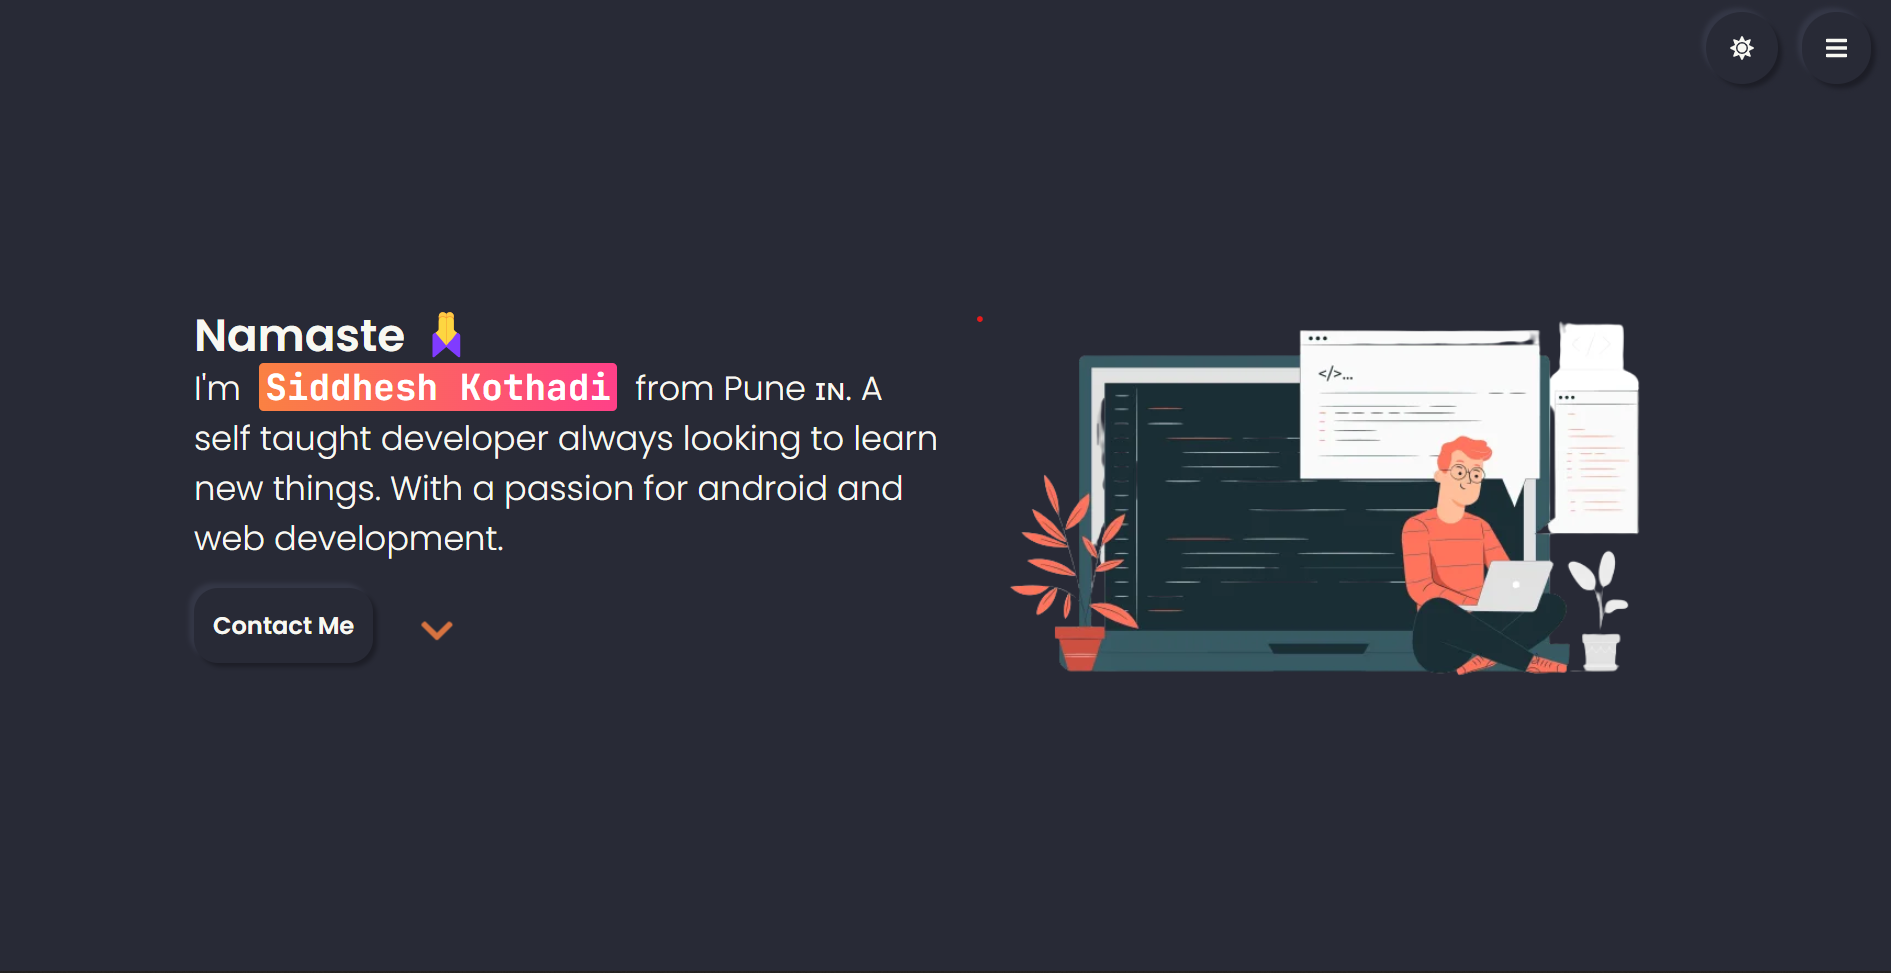 Namaste 🙏
I'm Siddhesh Kothadi from Pune ɪɴ. A
self taught developer always looking to learn
new things. With a passion for android and
web development.
Contact Me
</>...